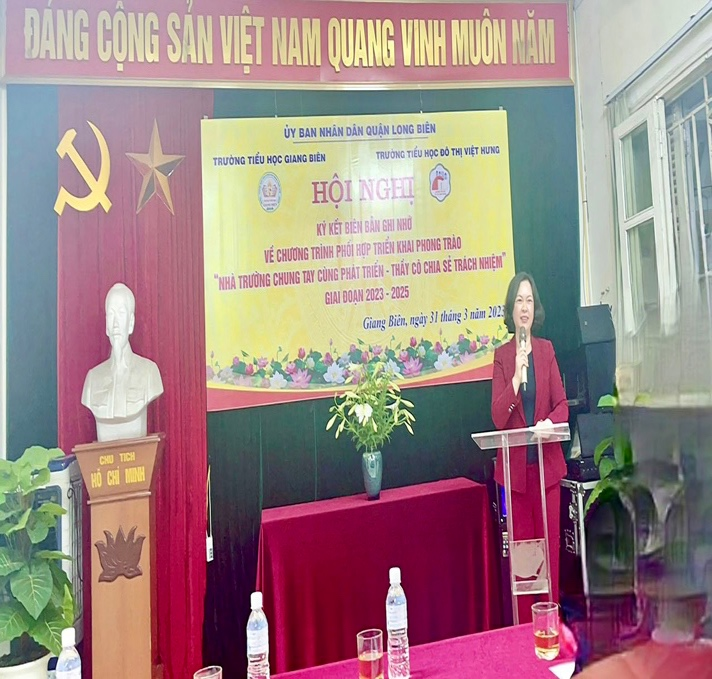 ĐẢNG CỘNG SẢN VIỆT NAM QUANG VINH MUÔN NĂM
ỦY BAN NHÂN DÂN QUẬN LONG BIÊN
TRƯỜNG TIỂU HỌC GIANG BIÊN
TRƯỜNG TIỂU HỌC ĐÔ THỊ VIỆT HƯNG
HỘI NGHỊ
KÝ KẾT BIÊN BẢN GHI NHỚ
VỀ CHƯƠNG TRÌNH PHỐI HỢP TRIỂN KHAI PHONG TRÀO
"NHÀ TRƯỜNG CHUNG TAY CÙNG PHÁT TRIỂN - THẦY CÔ CHIA SẺ TRÁCH NHIỆM"
GIAI ĐOẠN 2023 - 2025
Giang Biên, ngày 31 tháng 3 năm 202
CHỦ TỊCH
HỒ CHÍ MINH